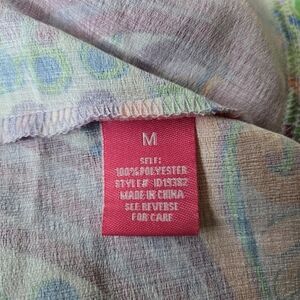 M
SELF:
100%POLYESTER
STYLE# ID19382
MADE IN CHINA
SEE REVERSE
FOR CARE